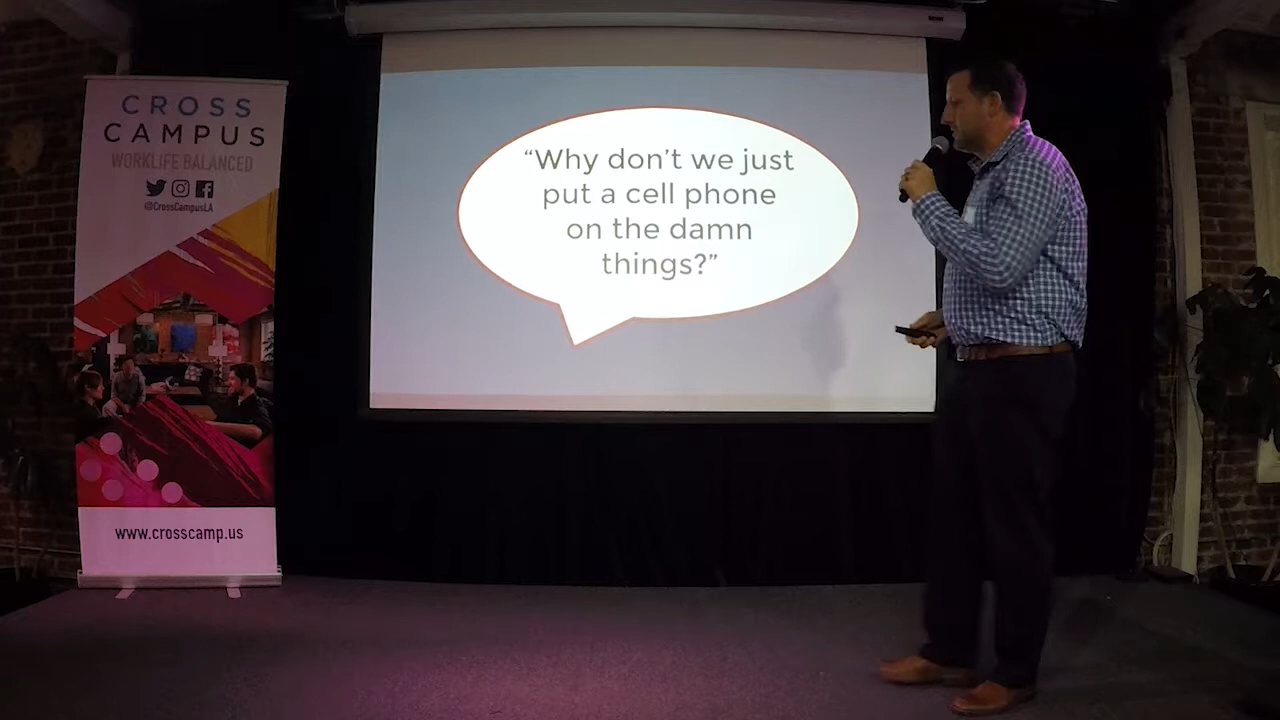 CROSS
CAMPUS
WORKLIFE BALANCED
@CrossCampusLA
www.crosscamp.us
“Why don’t we just
put a cell phone
on the damn
things?”